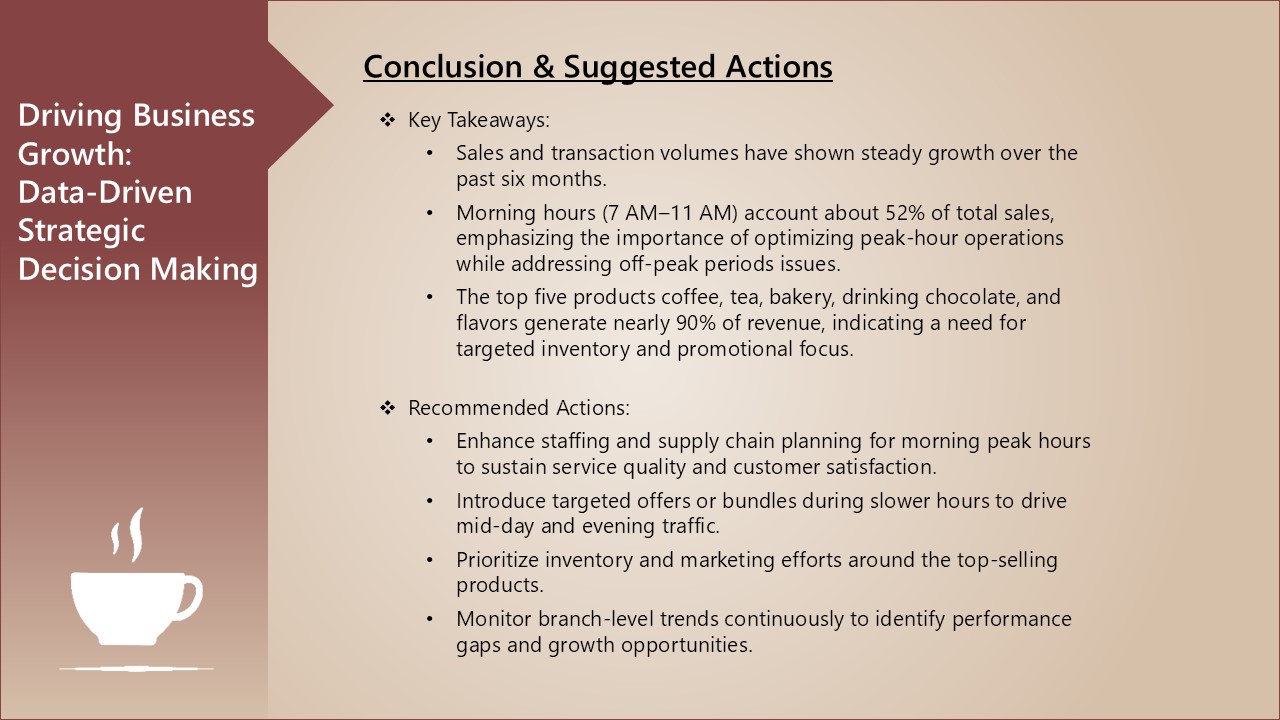 Driving Business
Growth:
Data-Driven
Strategic
Decision Making
Conclusion & Suggested Actions
❖ Key Takeaways:
• Sales and transaction volumes have shown steady growth over the
past six months.
• Morning hours (7 AM–11 AM) account about 52% of total sales,
emphasizing the importance of optimizing peak-hour operations
while addressing off-peak periods issues.
• The top five products coffee, tea, bakery, drinking chocolate, and
flavors generate nearly 90% of revenue, indicating a need for
targeted inventory and promotional focus.
❖ Recommended Actions:
• Enhance staffing and supply chain planning for morning peak hours
to sustain service quality and customer satisfaction.
• Introduce targeted offers or bundles during slower hours to drive
mid-day and evening traffic.
• Prioritize inventory and marketing efforts around the top-selling
products.
• Monitor branch-level trends continuously to identify performance
gaps and growth opportunities.